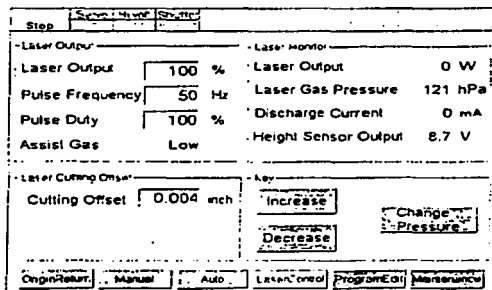 Stop Servo Shutter
Laser Output
Laser Output 100 %
Pulse Frequency 50 Hz
Pulse Duty 100 %
Assist Gas Low
Laser Monitor
Laser Output 0 W
Laser Gas Pressure 121 hPa
Discharge Current 0 mA
Height Sensor Output 8.7 V
Laser Cutting Offset
Cutting Offset 0.004 inch
Key
Increase
Decrease
Change Pressure
OriginReturn Manual Auto LaserControl ProgramEdit Maintenance